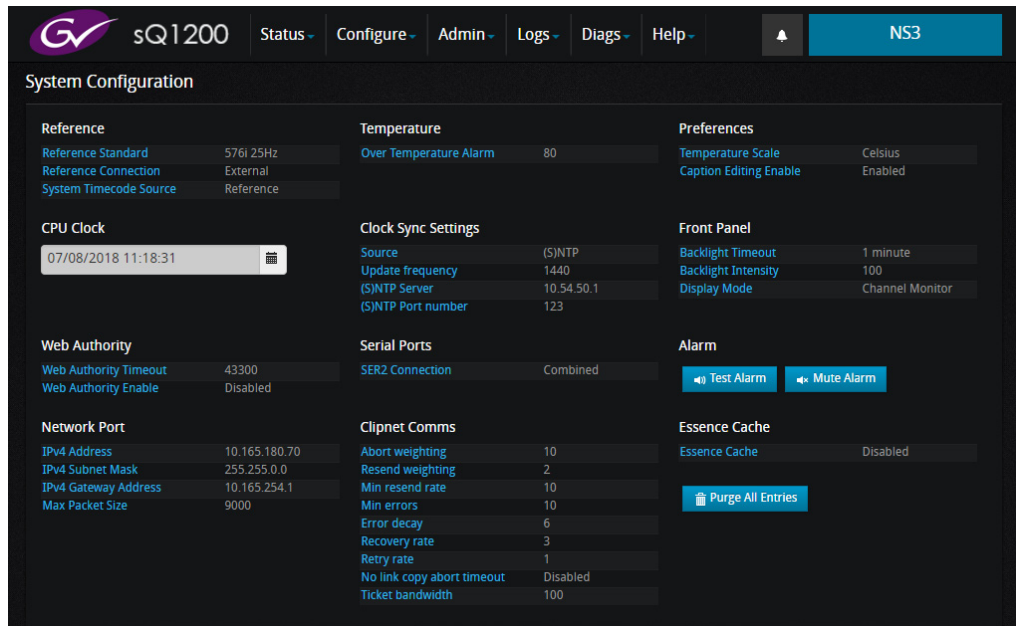 GV sQ1200 Status Configure Admin Logs Diags Help NS3
System Configuration
Reference
Reference Standard 576i 25Hz
Reference Connection External
System Timecode Source Reference
Temperature
Over Temperature Alarm 80
Preferences
Temperature Scale Celsius
Caption Editing Enable Enabled
CPU Clock
07/08/2018 11:18:31
Clock Sync Settings
Source (S)NTP
Update frequency 1440
(S)NTP Server 10.54.50.1
(S)NTP Port number 123
Front Panel
Backlight Timeout 1 minute
Backlight Intensity 100
Display Mode Channel Monitor
Web Authority
Web Authority Timeout 43300
Web Authority Enable Disabled
Serial Ports
SER2 Connection Combined
Alarm
Test Alarm Mute Alarm
Network Port
IPv4 Address 10.165.180.70
IPv4 Subnet Mask 255.255.0.0
IPv4 Gateway Address 10.165.254.1
Max Packet Size 9000
Clipnet Comms
Abort weighting 10
Resend weighting 2
Min resend rate 10
Min errors 10
Error decay 6
Recovery rate 3
Retry rate 1
No link copy abort timeout Disabled
Ticket bandwidth 100
Essence Cache
Essence Cache Disabled
Purge All Entries